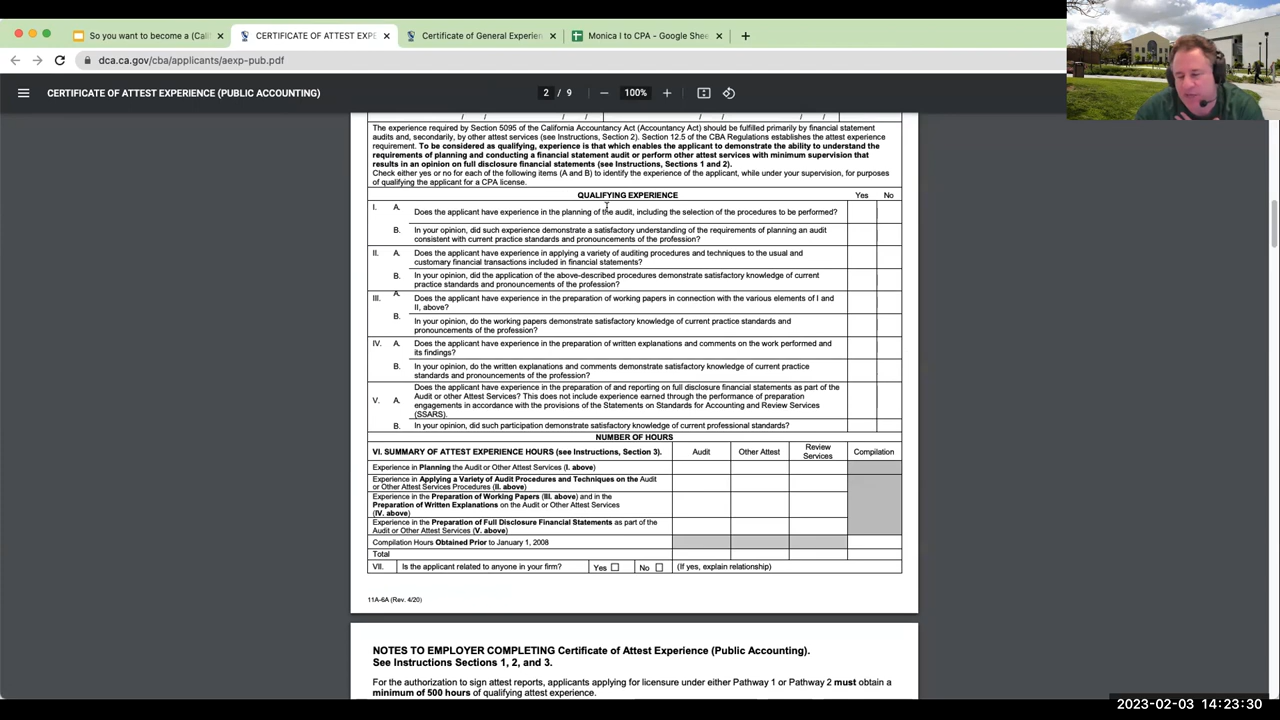 So you want to become a (Cali
CERTIFICATE OF ATTEST EXPE
Certificate of General Experien
Monica I to CPA - Google Shee
dca.ca.gov/cba/applicants/aexp-pub.pdf
CERTIFICATE OF ATTEST EXPERIENCE (PUBLIC ACCOUNTING)
2 / 9
100%
The experience required by Section 5095 of the California Accountancy Act (Accountancy Act) should be fulfilled primarily by financial statement
audits and, secondarily, by other attest services (see Instructions, Section 2). Section 12.5 of the CBA Regulations establishes the attest experience
requirement. To be considered as qualifying, experience is that which enables the applicant to demonstrate the ability to understand the
requirements of planning and conducting a financial statement audit or perform other attest services with minimum supervision that
results in an opinion on full disclosure financial statements (see Instructions, Sections 1 and 2).
Check either yes or no for each of the following items (A and B) to identify the experience of the applicant, while under your supervision, for purposes
of qualifying the applicant for a CPA license.
QUALIFYING EXPERIENCE Yes No
I. A. Does the applicant have experience in the planning of the audit, including the selection of the procedures to be performed?
B. In your opinion, did such experience demonstrate a satisfactory understanding of the requirements of planning an audit
consistent with current practice standards and pronouncements of the profession?
II. A. Does the applicant have experience in applying a variety of auditing procedures and techniques to the usual and
customary financial transactions included in financial statements?
B. In your opinion, did the application of the above-described procedures demonstrate satisfactory knowledge of current
practice standards and pronouncements of the profession?
III. A. Does the applicant have experience in the preparation of working papers in connection with the various elements of I and
II, above?
B. In your opinion, do the working papers demonstrate satisfactory knowledge of current practice standards and
pronouncements of the profession?
IV. A. Does the applicant have experience in the preparation of written explanations and comments on the work performed and
its findings?
B. In your opinion, do the written explanations and comments demonstrate satisfactory knowledge of current practice
standards and pronouncements of the profession?
V. A. Does the applicant have experience in the preparation of and reporting on full disclosure financial statements as part of the
Audit or other Attest Services? This does not include experience earned through the performance of preparation
engagements in accordance with the provisions of the Statements on Standards for Accounting and Review Services
(SSARS).
B. In your opinion, did such participation demonstrate satisfactory knowledge of current professional standards?
NUMBER OF HOURS
VI. SUMMARY OF ATTEST EXPERIENCE HOURS (see Instructions, Section 3). Audit Other Attest Review Services Compilation
Experience in Planning the Audit or Other Attest Services (I. above)
Experience in Applying a Variety of Audit Procedures and Techniques on the Audit
or Other Attest Services Procedures (II. above)
Experience in the Preparation of Working Papers (III. above) and in the
Preparation of Written Explanations on the Audit or Other Attest Services
(IV. above)
Experience in the Preparation of Full Disclosure Financial Statements as part of the
Audit or Other Attest Services (V. above)
Compilation Hours Obtained Prior to January 1, 2008
Total
VII. Is the applicant related to anyone in your firm? Yes No (If yes, explain relationship)
11A-6A (Rev. 4/20)
NOTES TO EMPLOYER COMPLETING Certificate of Attest Experience (Public Accounting).
See Instructions Sections 1, 2, and 3.
For the authorization to sign attest reports, applicants applying for licensure under either Pathway 1 or Pathway 2 must obtain a
minimum of 500 hours of qualifying attest experience.
2023-02-03 14:23:30